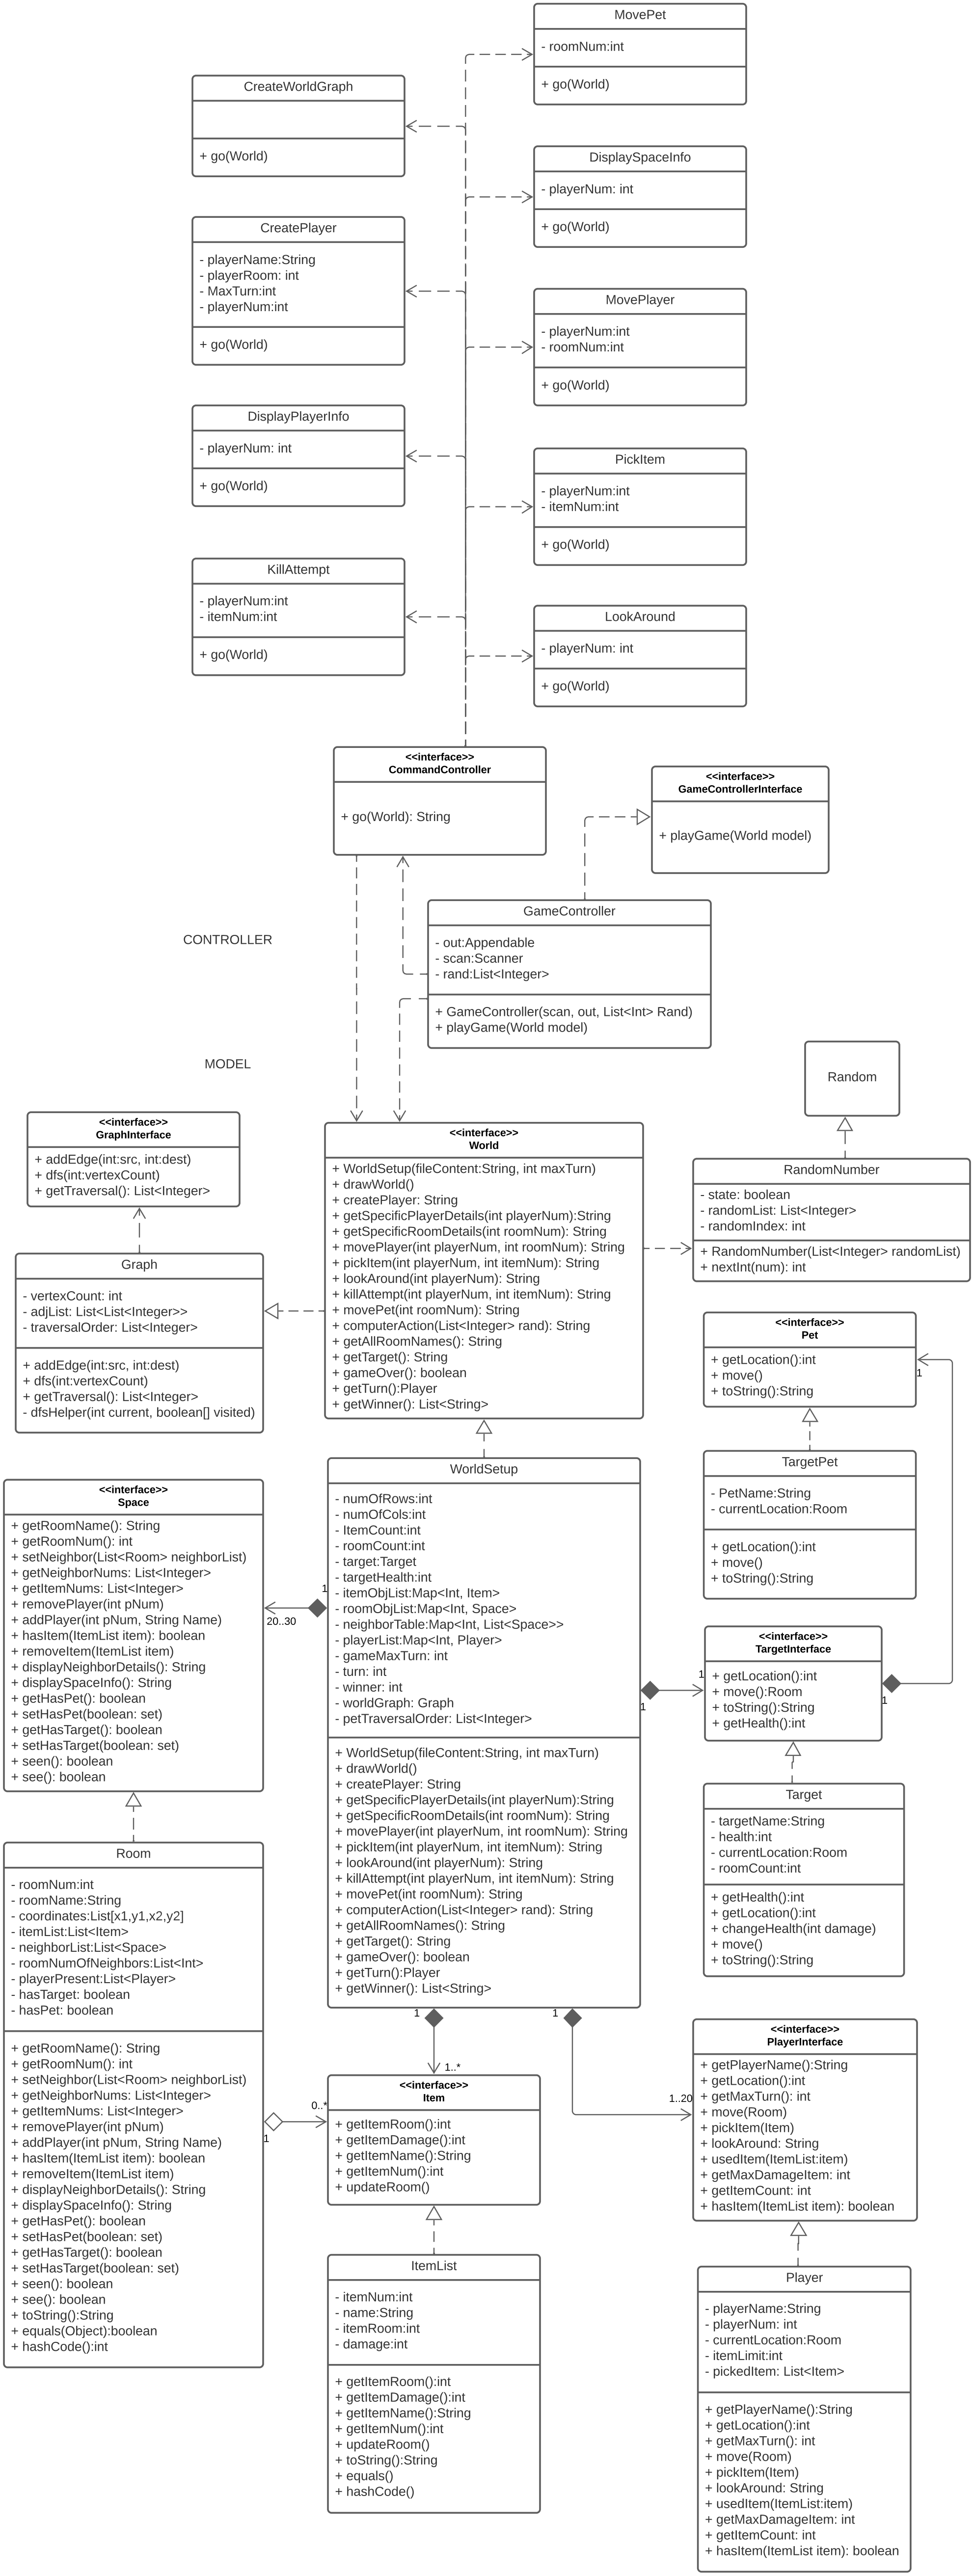 MovePet
- roomNum:int
+ go(World)
CreateWorldGraph
+ go(World)
DisplaySpaceInfo
- playerNum: int
+ go(World)
CreatePlayer
- playerName:String
- playerRoom: int
- MaxTurn:int
- playerNum:int
+ go(World)
MovePlayer
- playerNum:int
- roomNum:int
+ go(World)
DisplayPlayerInfo
- playerNum: int
+ go(World)
PickItem
- playerNum:int
- itemNum:int
+ go(World)
KillAttempt
- playerNum:int
- itemNum:int
+ go(World)
LookAround
- playerNum: int
+ go(World)
<<interface>>
CommandController
+ go(World): String
<<interface>>
GameControllerInterface
+ playGame(World model)
GameController
- out:Appendable
- scan:Scanner
- rand:List<Integer>
+ GameController(scan, out, List<Int> Rand)
+ playGame(World model)
CONTROLLER
MODEL
Random
<<interface>>
GraphInterface
+ addEdge(int:src, int:dest)
+ dfs(int:vertexCount)
+ getTraversal(): List<Integer>
<<interface>>
World
+ WorldSetup(fileContent:String, int maxTurn)
+ drawWorld()
+ createPlayer: String
+ getSpecificPlayerDetails(int playerNum):String
+ getSpecificRoomDetails(int roomNum): String
+ movePlayer(int playerNum, int roomNum): String
+ pickItem(int playerNum, int itemNum): String
+ lookAround(int playerNum): String
+ killAttempt(int playerNum, int itemNum): String
+ movePet(int roomNum): String
+ computerAction(List<Integer> rand): String
+ getAllRoomNames(): String
+ getTarget(): String
+ gameOver(): boolean
+ getTurn():Player
+ getWinner(): List<String>
RandomNumber
- state: boolean
- randomList: List<Integer>
- randomIndex: int
+ RandomNumber(List<Integer> randomList)
+ nextInt(num): int
Graph
- vertexCount: int
- adjList: List<List<Integer>>
- traversalOrder: List<Integer>
+ addEdge(int:src, int:dest)
+ dfs(int:vertexCount)
+ getTraversal(): List<Integer>
- dfsHelper(int current, boolean[] visited)
<<interface>>
Pet
+ getLocation():int
+ move()
+ toString():String
1
TargetPet
- PetName:String
- currentLocation:Room
+ getLocation():int
+ move()
+ toString():String
<<interface>>
Space
+ getRoomName(): String
+ getRoomNum(): int
+ setNeighbor(List<Room> neighborList)
+ getNeighborNums: List<Integer>
+ getItemNums: List<Integer>
+ removePlayer(int pNum)
+ addPlayer(int pNum, String Name)
+ hasItem(ItemList item): boolean
+ removeItem(ItemList item)
+ displayNeighborDetails(): String
+ displaySpaceInfo(): String
+ getHasPet(): boolean
+ setHasPet(boolean: set)
+ getHasTarget(): boolean
+ setHasTarget(boolean: set)
+ seen(): boolean
+ see(): boolean
1
20..30
WorldSetup
- numOfRows:int
- numOfCols:int
- ItemCount:int
- roomCount:int
- target:Target
- targetHealth:int
- itemObjList:Map<Int, Item>
- roomObjList:Map<Int, Space>
- neighborTable:Map<Int, List<Space>>
- playerList:Map<Int, Player>
- gameMaxTurn: int
- turn: int
- winner: int
- worldGraph: Graph
- petTraversalOrder: List<Integer>
+ WorldSetup(fileContent:String, int maxTurn)
+ drawWorld()
+ createPlayer: String
+ getSpecificPlayerDetails(int playerNum):String
+ getSpecificRoomDetails(int roomNum): String
+ movePlayer(int playerNum, int roomNum): String
+ pickItem(int playerNum, int itemNum): String
+ lookAround(int playerNum): String
+ killAttempt(int playerNum, int itemNum): String
+ movePet(int roomNum): String
+ computerAction(List<Integer> rand): String
+ getAllRoomNames(): String
+ getTarget(): String
+ gameOver(): boolean
+ getTurn():Player
+ getWinner(): List<String>
1
1
<<interface>>
TargetInterface
+ getLocation():int
+ move():Room
+ toString():String
+ getHealth():int
1
Target
- targetName:String
- health:int
- currentLocation:Room
- roomCount:int
+ getHealth():int
+ getLocation():int
+ changeHealth(int damage)
+ move()
+ toString():String
Room
- roomNum:int
- roomName:String
- coordinates:List[x1,y1,x2,y2]
- itemList:List<Item>
- neighborList:List<Space>
- roomNumOfNeighbors:List<Int>
- playerPresent:List<Player>
- hasTarget: boolean
- hasPet: boolean
+ getRoomName(): String
+ getRoomNum(): int
+ setNeighbor(List<Room> neighborList)
+ getNeighborNums: List<Integer>
+ getItemNums: List<Integer>
+ removePlayer(int pNum)
+ addPlayer(int pNum, String Name)
+ hasItem(ItemList item): boolean
+ removeItem(ItemList item)
+ displayNeighborDetails(): String
+ displaySpaceInfo(): String
+ getHasPet(): boolean
+ setHasPet(boolean: set)
+ getHasTarget(): boolean
+ setHasTarget(boolean: set)
+ seen(): boolean
+ see(): boolean
+ toString():String
+ equals(Object):boolean
+ hashCode():int
1
1..*
1
1..20
0..*
1
<<interface>>
Item
+ getItemRoom():int
+ getItemDamage():int
+ getItemName():String
+ getItemNum():int
+ updateRoom()
ItemList
- itemNum:int
- name:String
- itemRoom:int
- damage:int
+ getItemRoom():int
+ getItemDamage():int
+ getItemName():String
+ getItemNum():int
+ updateRoom()
+ toString():String
+ equals()
+ hashCode()
<<interface>>
PlayerInterface
+ getPlayerName():String
+ getLocation():int
+ getMaxTurn(): int
+ move(Room)
+ pickItem(Item)
+ lookAround: String
+ usedItem(ItemList:item)
+ getMaxDamageItem: int
+ getItemCount: int
+ hasItem(ItemList item): boolean
Player
- playerName:String
- playerNum: int
- currentLocation:Room
- itemLimit:int
- pickedItem: List<Item>
+ getPlayerName():String
+ getLocation():int
+ getMaxTurn(): int
+ move(Room)
+ pickItem(Item)
+ lookAround: String
+ usedItem(ItemList:item)
+ getMaxDamageItem: int
+ getItemCount: int
+ hasItem(ItemList item): boolean